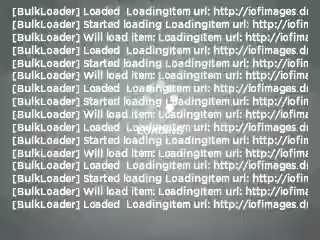 [BulkLoader] Loaded  LoadingItem url: http://iofimages.d
[BulkLoader] Started loading LoadingItem url: http://iofin
[BulkLoader] Will load item: LoadingItem url: http://iofima
[BulkLoader] Loaded  LoadingItem url: http://iofimages.d
[BulkLoader] Started loading LoadingItem url: http://iofin
[BulkLoader] Will load item: LoadingItem url: http://iofima
[BulkLoader] Loaded  LoadingItem url: http://iofimages.d
[BulkLoader] Started loading LoadingItem url: http://iofin
[BulkLoader] Will load item: LoadingItem url: http://iofima
[BulkLoader] Loaded  LoadingItem url: http://iofimages.d
[BulkLoader] Started loading LoadingItem url: http://iofin
[BulkLoader] Will load item: LoadingItem url: http://iofima
[BulkLoader] Loaded  LoadingItem url: http://iofimages.d
[BulkLoader] Started loading LoadingItem url: http://iofin
[BulkLoader] Will load item: LoadingItem url: http://iofima
[BulkLoader] Loaded  LoadingItem url: http://iofimages.d